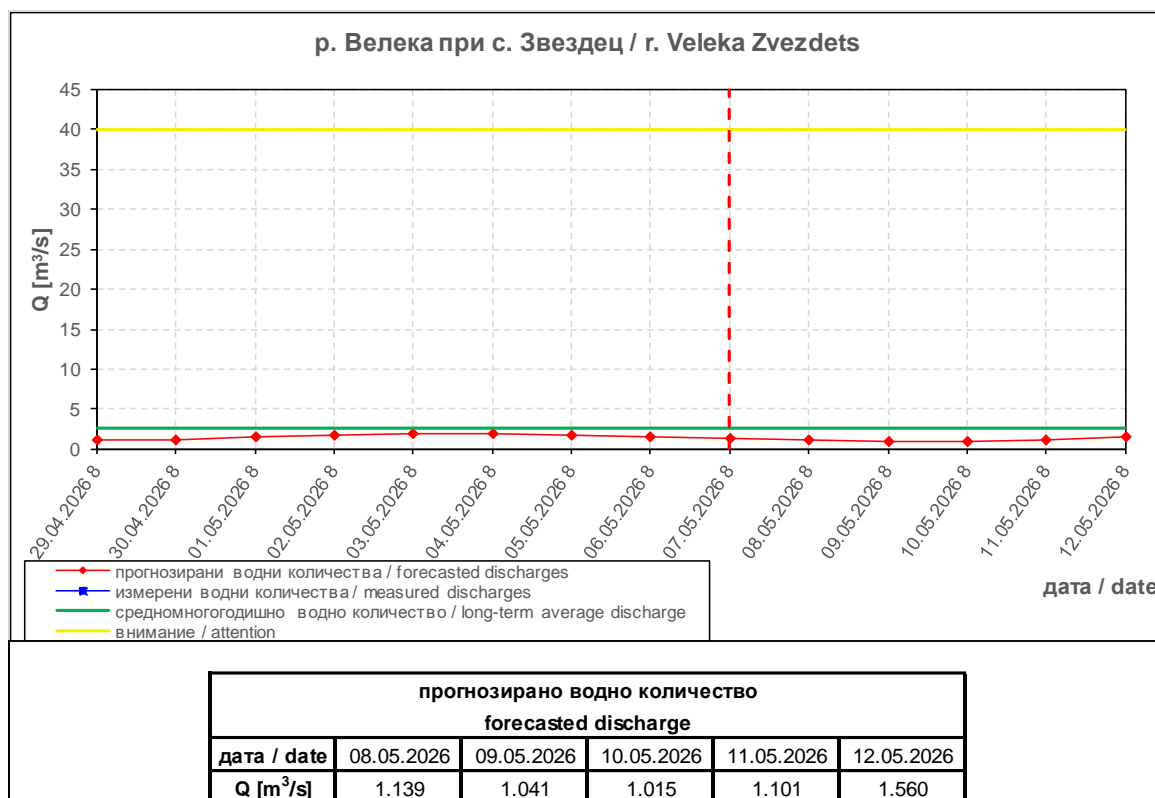 р. Велека при с. Звездец / r. Veleka Zvezdets
Q [m³/s]
45
40
35
30
25
20
15
10
5
0
29.04.2026 8
30.04.2026 8
01.05.2026 8
02.05.2026 8
03.05.2026 8
04.05.2026 8
05.05.2026 8
06.05.2026 8
07.05.2026 8
08.05.2026 8
09.05.2026 8
10.05.2026 8
11.05.2026 8
12.05.2026 8
дата / date
прогнозирани водни количества / forecasted discharges
измерени водни количества / measured discharges
средномногогодишно водно количество / long-term average discharge
внимание / attention
прогнозирано водно количество
forecasted discharge
дата / date 08.05.2026 09.05.2026 10.05.2026 11.05.2026 12.05.2026
Q [m³/s] 1.139 1.041 1.015 1.101 1.560